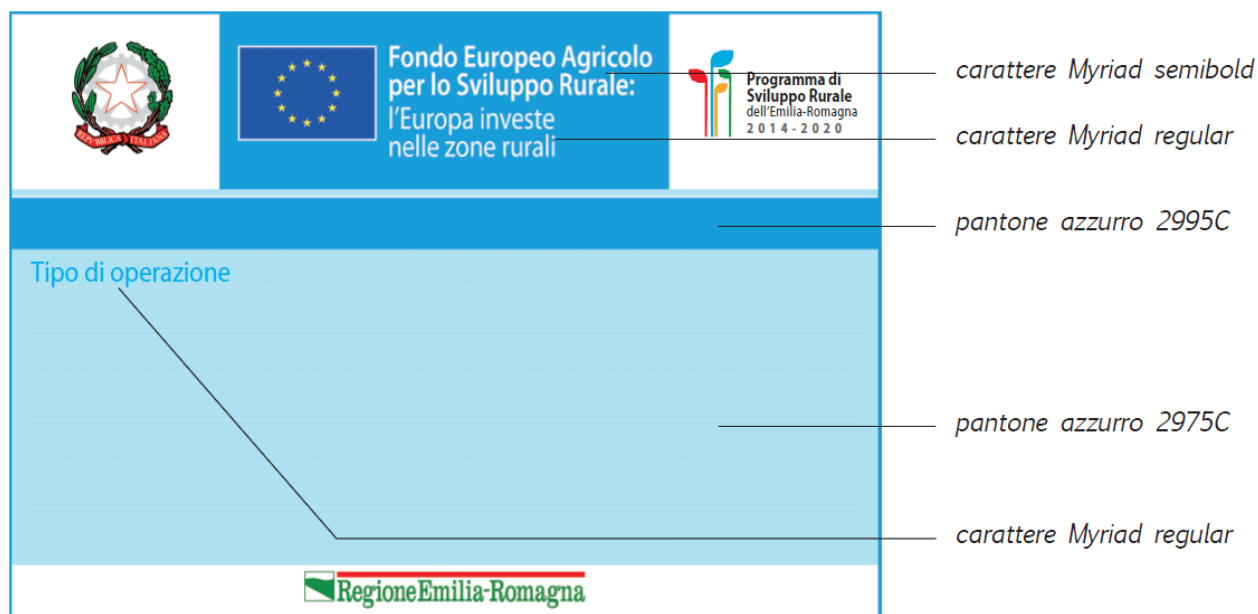 REPVBBLICA ITALIANA
Fondo Europeo Agricolo
per lo Sviluppo Rurale:
l'Europa investe
nelle zone rurali
Programma di
Sviluppo Rurale
dell'Emilia-Romagna
2014-2020
carattere Myriad semibold
carattere Myriad regular
pantone azzurro 2995C
Tipo di operazione
pantone azzurro 2975C
carattere Myriad regular
RegioneEmilia-Romagna